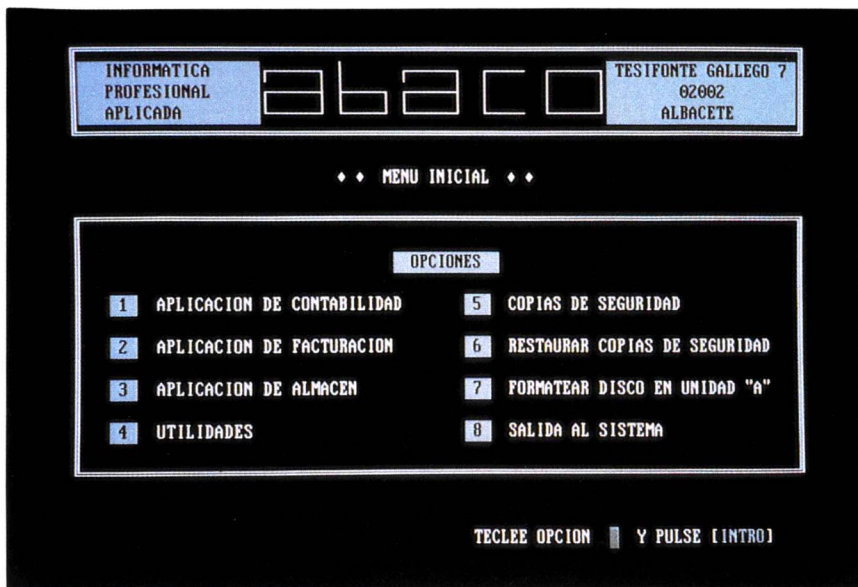 INFORMATICA
PROFESIONAL
APLICADA
abaco
TESIFONTE GALLEGO 7
02002
ALBACETE
♦ ♦ MENU INICIAL ♦ ♦
OPCIONES
1 APLICACION DE CONTABILIDAD
2 APLICACION DE FACTURACION
3 APLICACION DE ALMACEN
4 UTILIDADES
5 COPIAS DE SEGURIDAD
6 RESTAURAR COPIAS DE SEGURIDAD
7 FORMATEAR DISCO EN UNIDAD "A"
8 SALIDA AL SISTEMA
TECLEE OPCION Y PULSE [INTRO]